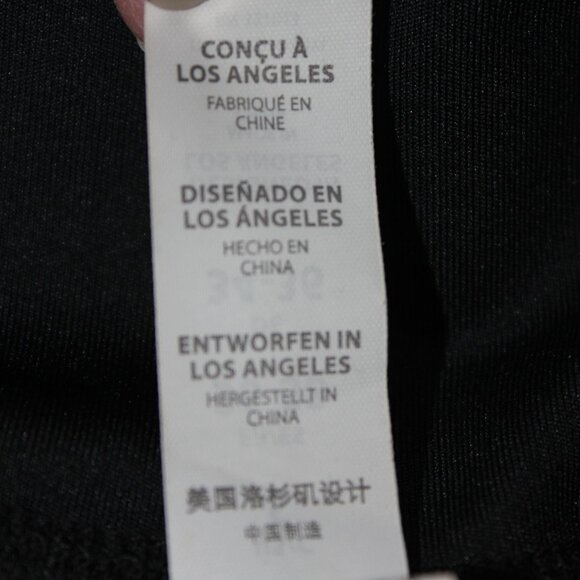 CONÇU À
LOS ANGELES
FABRIQUÉ EN
CHINE
DISEÑADO EN
LOS ÁNGELES
HECHO EN
CHINA
ENTWORFEN IN
LOS ANGELES
HERGESTELLT IN
CHINA
美国洛杉矶设计
中国制造